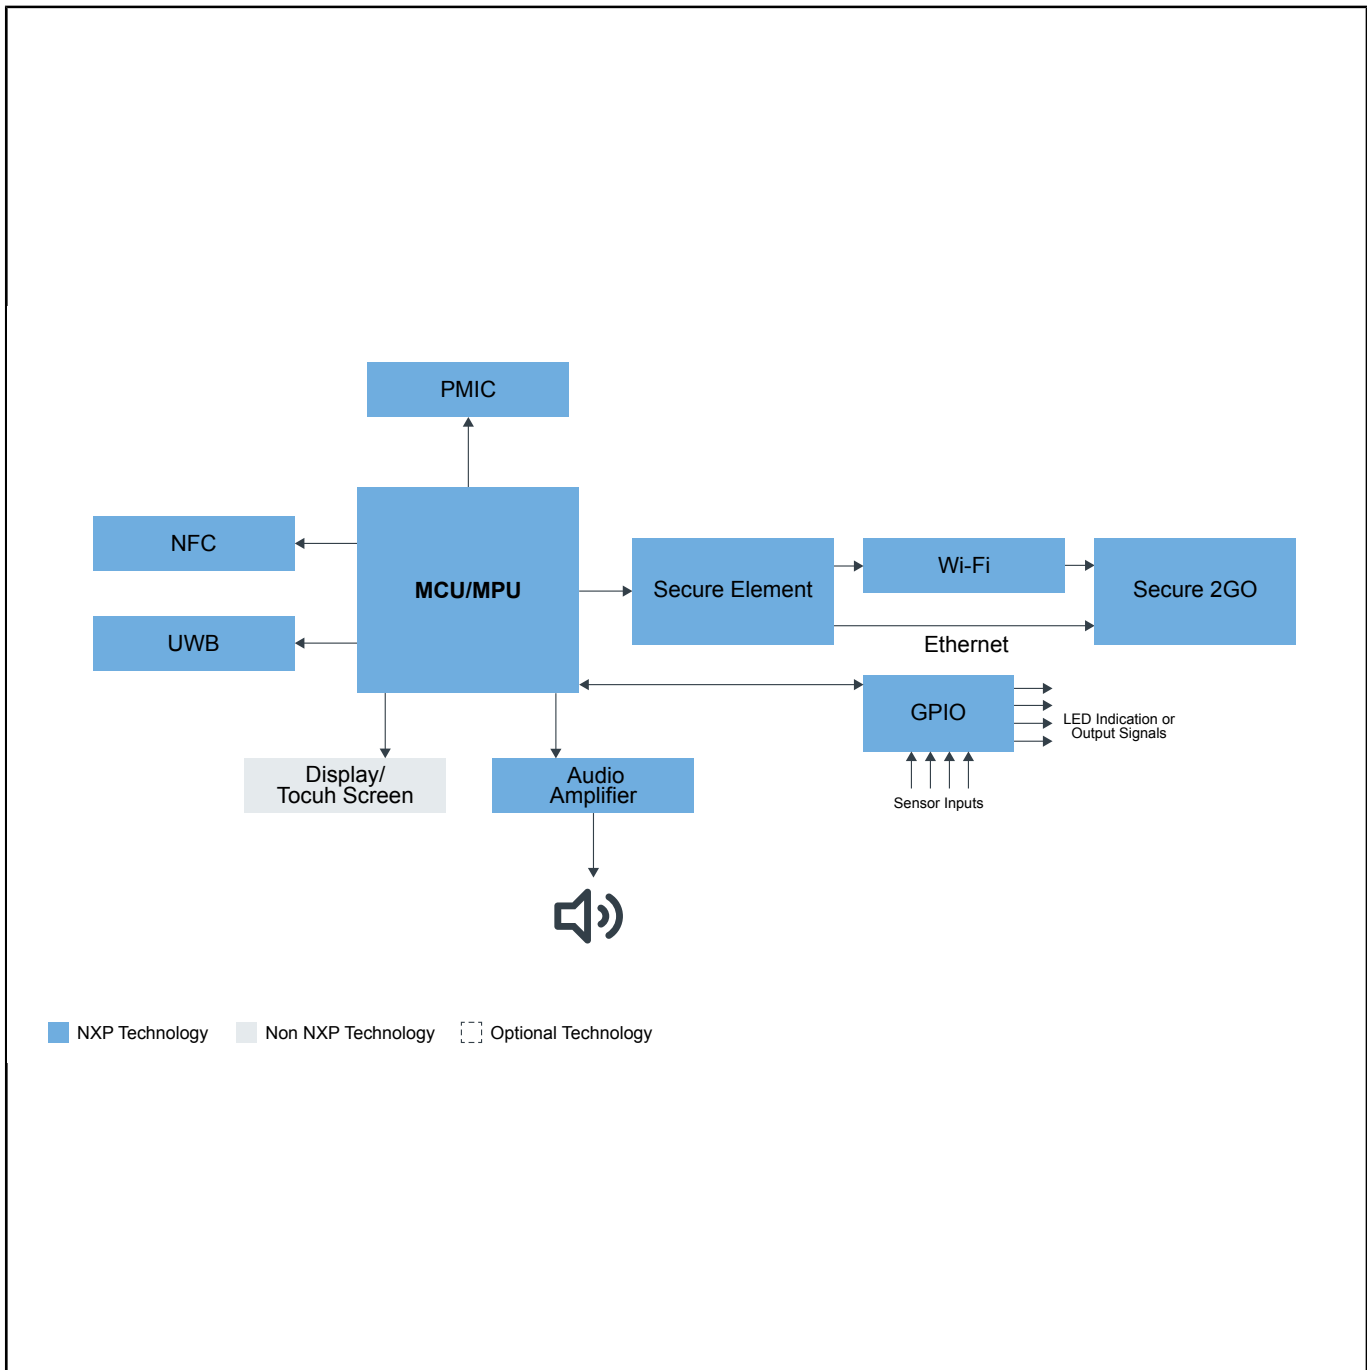 PMIC
NFC
MCU/MPU
Secure Element
Wi-Fi
Secure 2GO
UWB
Ethernet
GPIO
LED Indication or
Output Signals
Display/
Tocuh Screen
Audio
Amplifier
Sensor Inputs
NXP Technology
Non NXP Technology
Optional Technology